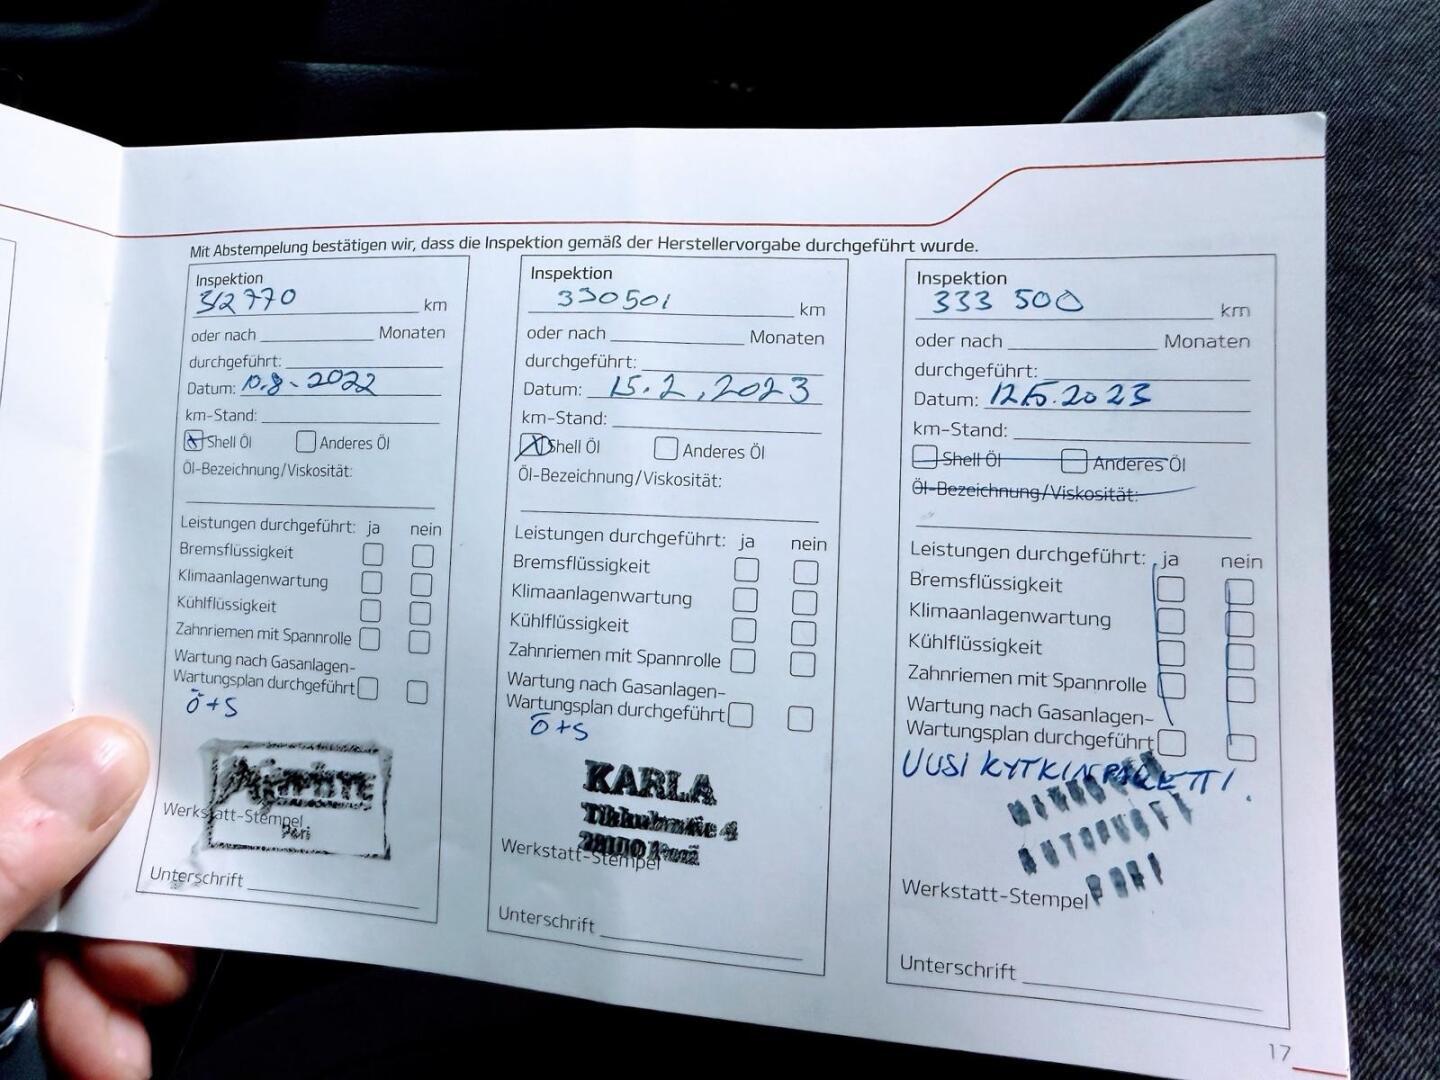 Mit Abstempelung bestätigen wir, dass die Inspektion gemäß der Herstellervorgabe durchgeführt wurde.
Inspektion
312770 km
oder nach Monaten
durchgeführt:
Datum: 10.8.2022
km-Stand:
Shell Öl Anderes Öl
Öl-Bezeichnung/Viskosität:
Leistungen durchgeführt: ja nein
Bremsflüssigkeit
Klimaanlagenwartung
Kühlflüssigkeit
Zahnriemen mit Spannrolle
Wartung nach Gasanlagen-
Wartungsplan durchgeführt
Ö+S
Pori
Werkstatt-Stempel
Unterschrift
Inspektion
330501 km
oder nach Monaten
durchgeführt:
Datum: 15.2.2023
km-Stand:
Shell Öl Anderes Öl
Öl-Bezeichnung/Viskosität:
Leistungen durchgeführt: ja nein
Bremsflüssigkeit
Klimaanlagenwartung
Kühlflüssigkeit
Zahnriemen mit Spannrolle
Wartung nach Gasanlagen-
Wartungsplan durchgeführt
Ö+S
KARLA
4
28100 Pori
Werkstatt-Stempel
Unterschrift
Inspektion
333 500 km
oder nach Monaten
durchgeführt:
Datum: 12.5.2023
km-Stand:
Shell Öl Anderes Öl
Öl-Bezeichnung/Viskosität:
Leistungen durchgeführt: ja nein
Bremsflüssigkeit
Klimaanlagenwartung
Kühlflüssigkeit
Zahnriemen mit Spannrolle
Wartung nach Gasanlagen-
Wartungsplan durchgeführt
UUSI KYTKINPAKETTI.
PORI
Werkstatt-Stempel
Unterschrift
17